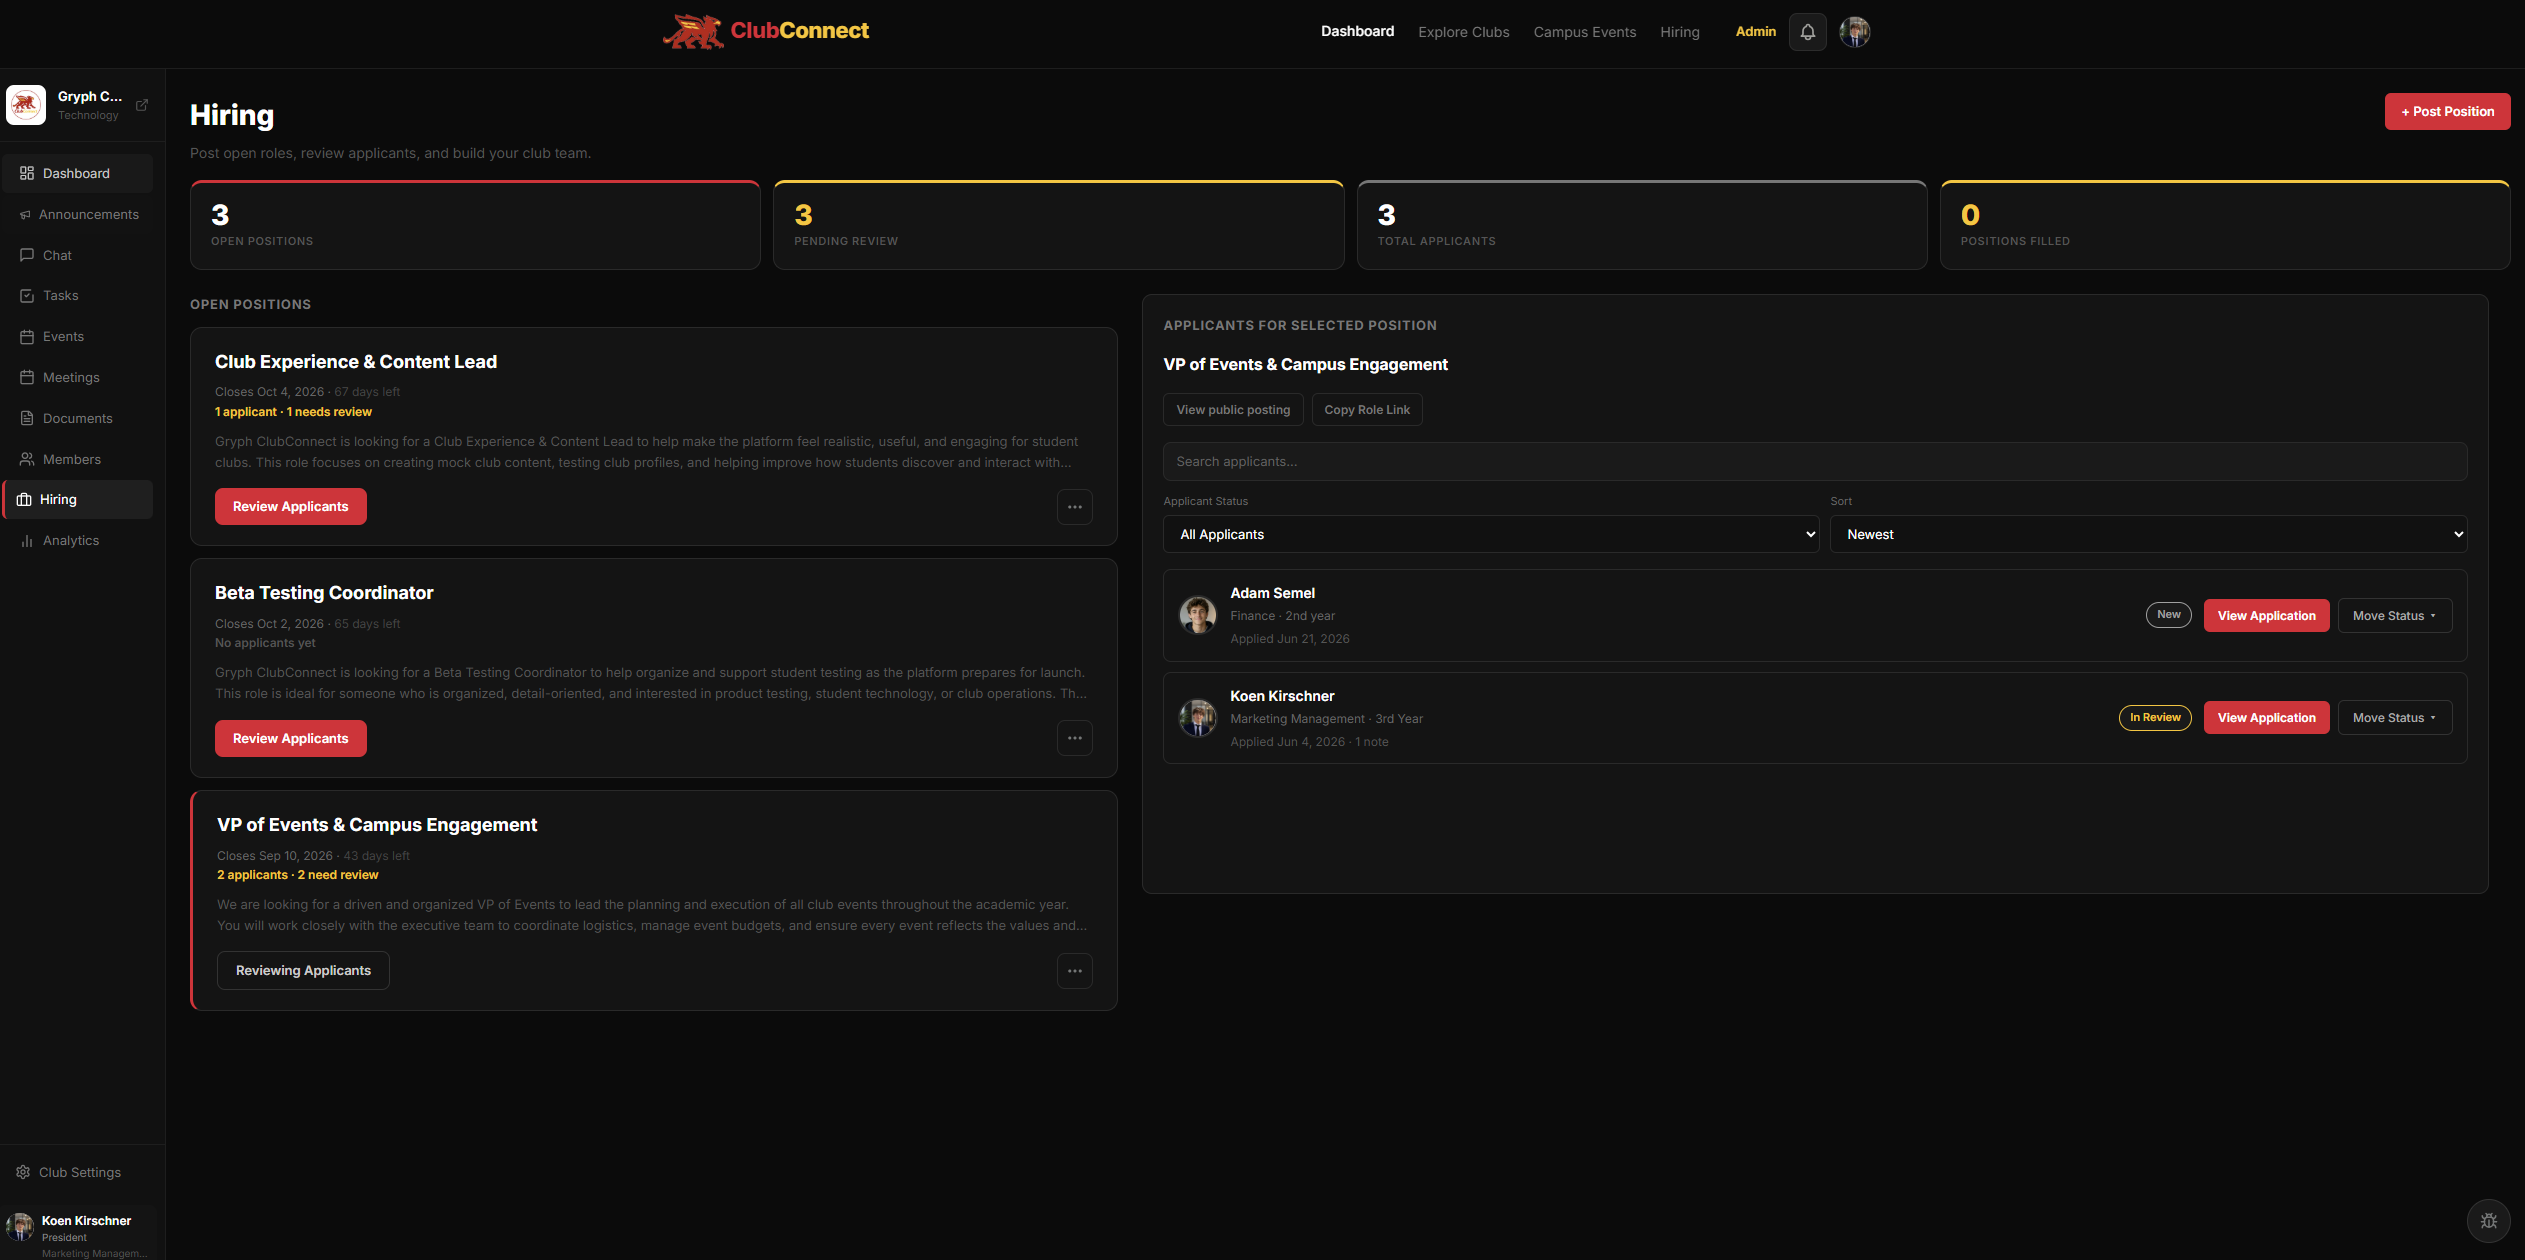 ClubConnect
Dashboard Explore Clubs Campus Events Hiring Admin
Gryph C...
Technology
Dashboard
Announcements
Chat
Tasks
Events
Meetings
Documents
Members
Hiring
Analytics
Club Settings
Koen Kirschner
President
Marketing Managem...
Hiring
Post open roles, review applicants, and build your club team.
+ Post Position
3
OPEN POSITIONS
3
PENDING REVIEW
3
TOTAL APPLICANTS
0
POSITIONS FILLED
OPEN POSITIONS
Club Experience & Content Lead
Closes Oct 4, 2026 · 67 days left
1 applicant · 1 needs review
Gryph ClubConnect is looking for a Club Experience & Content Lead to help make the platform feel realistic, useful, and engaging for student
clubs. This role focuses on creating mock club content, testing club profiles, and helping improve how students discover and interact with...
Review Applicants
Beta Testing Coordinator
Closes Oct 2, 2026 · 65 days left
No applicants yet
Gryph ClubConnect is looking for a Beta Testing Coordinator to help organize and support student testing as the platform prepares for launch.
This role is ideal for someone who is organized, detail-oriented, and interested in product testing, student technology, or club operations. Th...
Review Applicants
VP of Events & Campus Engagement
Closes Sep 10, 2026 · 43 days left
2 applicants · 2 need review
We are looking for a driven and organized VP of Events to lead the planning and execution of all club events throughout the academic year.
You will work closely with the executive team to coordinate logistics, manage event budgets, and ensure every event reflects the values and...
Reviewing Applicants
APPLICANTS FOR SELECTED POSITION
VP of Events & Campus Engagement
View public posting Copy Role Link
Search applicants...
Applicant Status Sort
All Applicants Newest
Adam Semel
Finance · 2nd year
Applied Jun 21, 2026
New View Application Move Status
Koen Kirschner
Marketing Management · 3rd Year
Applied Jun 4, 2026 · 1 note
In Review View Application Move Status